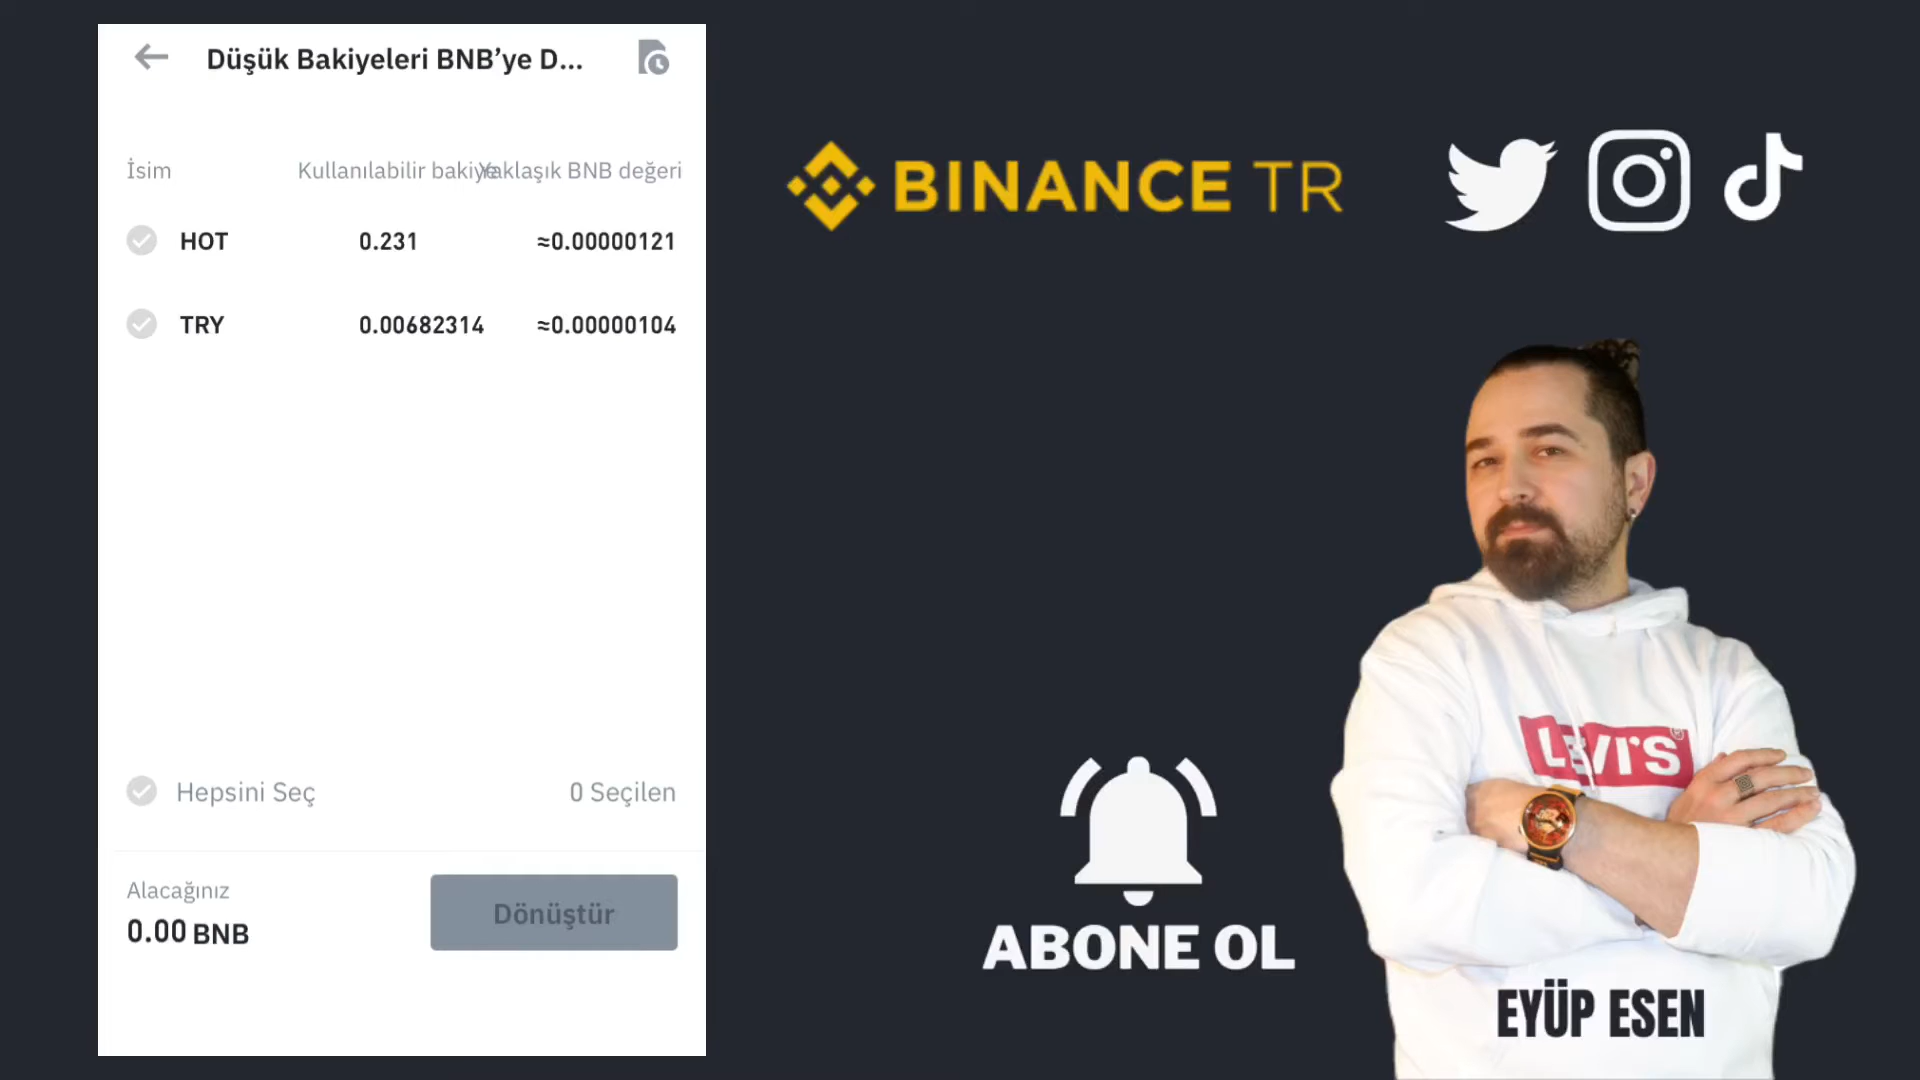 Düşük Bakiyeleri BNB’ye D...
İsim Kullanılabilir bakiye Yaklaşık BNB değeri
HOT 0.231 ≈0.00000121
TRY 0.00682314 ≈0.00000104
Hepsini Seç 0 Seçilen
Alacağınız
0.00 BNB
Dönüştür
BINANCE TR
LEVI'S®
ABONE OL
EYÜP ESEN